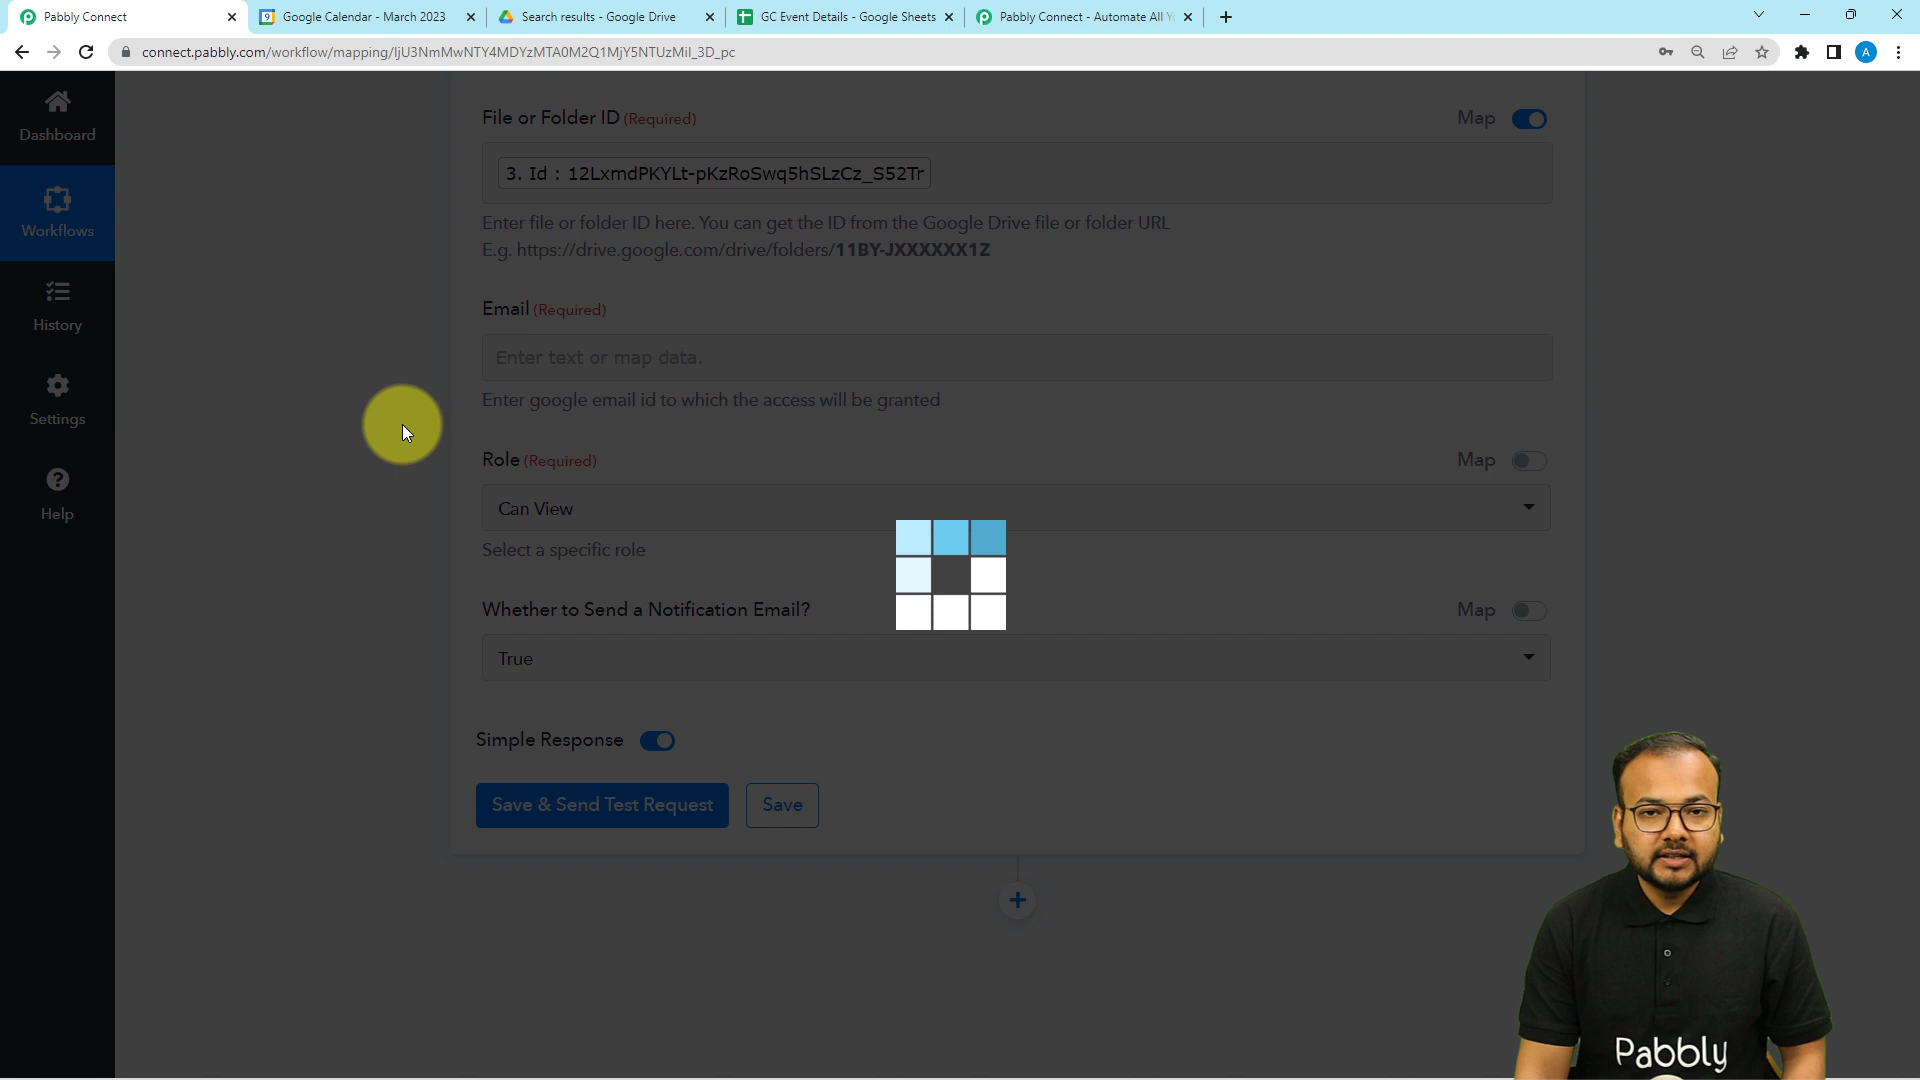 Pabbly Connect
Google Calendar - March 2023
Search results - Google Drive
GC Event Details - Google Sheets
Pabbly Connect - Automate All Y
connect.pabbly.com/workflow/mapping/IjU3NmMwNTY4MDYzMTA0M2Q1MjY5NTUzMiI_3D_pc
A
Dashboard
Workflows
History
Settings
Help
File or Folder ID (Required)
Map
3. Id : 12LxmdPKYLt-pKzRoSwq5hSLzCz_S52Tr
Enter file or folder ID here. You can get the ID from the Google Drive file or folder URL
E.g. https://drive.google.com/drive/folders/11BY-JXXXXXX1Z
Email (Required)
Enter text or map data.
Enter google email id to which the access will be granted
Role (Required)
Map
Can View
Select a specific role
Whether to Send a Notification Email?
Map
True
Simple Response
Save & Send Test Request
Save
Pabbly